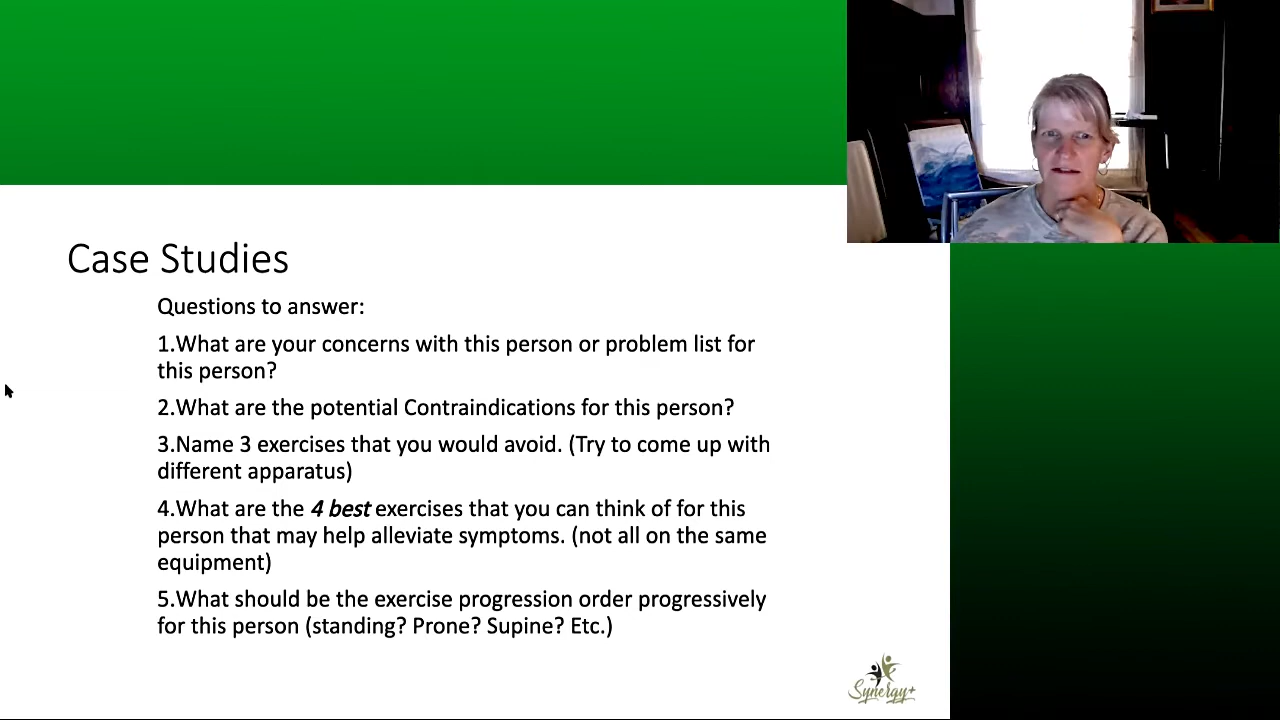 Case Studies
Questions to answer:
1.What are your concerns with this person or problem list for
this person?
2.What are the potential Contraindications for this person?
3.Name 3 exercises that you would avoid. (Try to come up with
different apparatus)
4.What are the 4 best exercises that you can think of for this
person that may help alleviate symptoms. (not all on the same
equipment)
5.What should be the exercise progression order progressively
for this person (standing? Prone? Supine? Etc.)
Synergy+